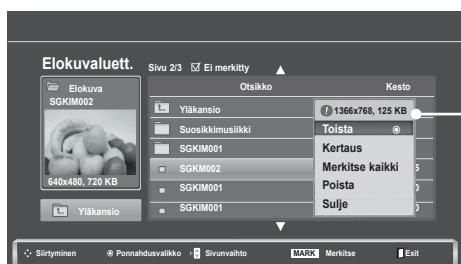 Elokuvaluett.
Sivu 2/3 ☑ Ei merkitty
Elokuva
SGKIM002
640x480, 720 KB
Yläkansio
Otsikko Kesto
Yläkansio
Suosikkimusiikki
SGKIM001
SGKM002
SGKIM001
SGKIM001
1366x768, 125 KB
Toista
Kertaus
Merkitse kaikki
Poista
Sulje
Siirtyminen Ponnahdusvalikko Sivunvaihto MARK Merkitse Exit